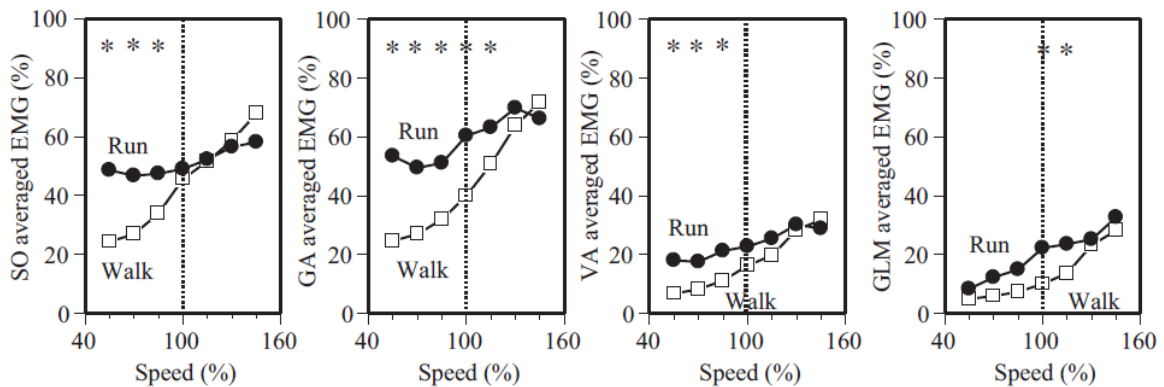 SO averaged EMG (%)
100
80
60
40
20
0
* * *
Run
Walk
40
100
160
Speed (%)
GA averaged EMG (%)
100
80
60
40
20
0
* * * * *
Run
Walk
40
100
160
Speed (%)
VA averaged EMG (%)
100
80
60
40
20
0
* * *
Run
Walk
40
100
160
Speed (%)
GLM averaged EMG (%)
100
80
60
40
20
0
* *
Run
Walk
40
100
160
Speed (%)